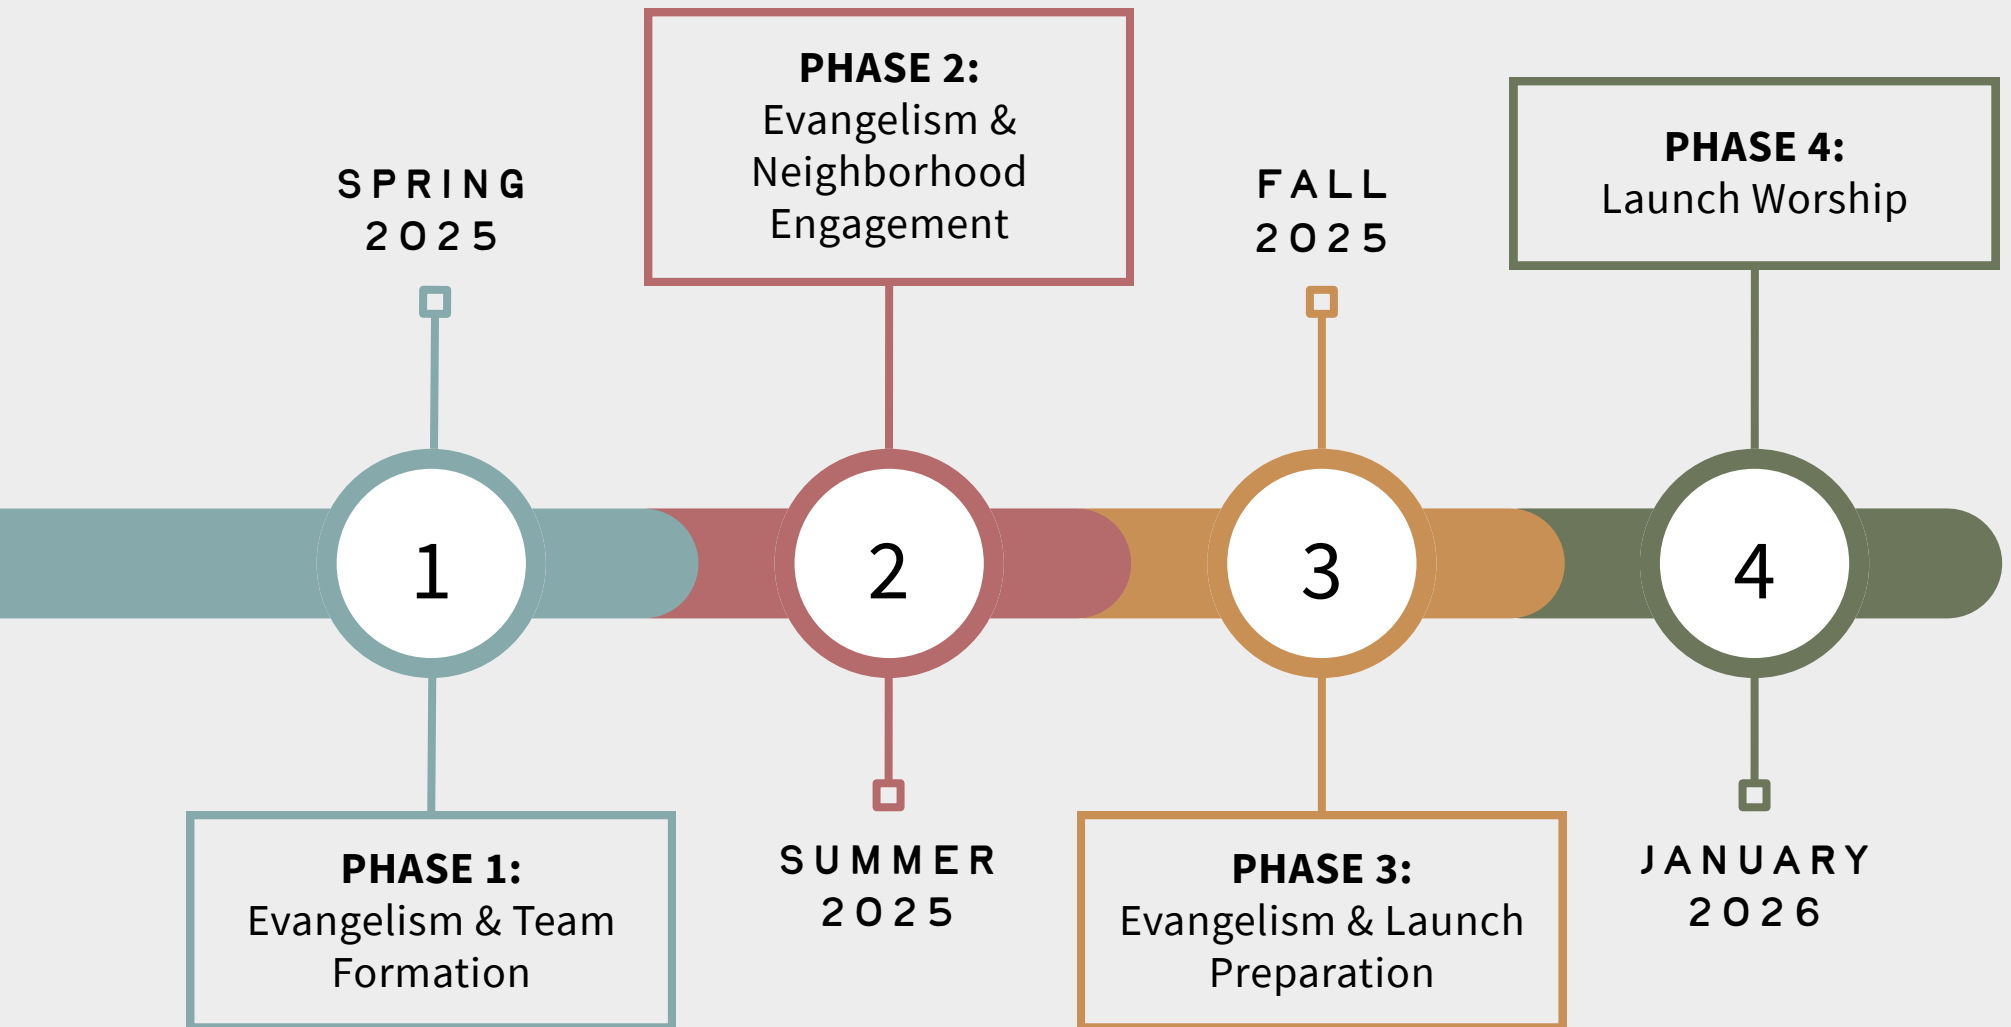 SPRING
2025
1
PHASE 1:
Evangelism & Team
Formation
PHASE 2:
Evangelism &
Neighborhood
Engagement
2
SUMMER
2025
FALL
2025
3
PHASE 3:
Evangelism & Launch
Preparation
PHASE 4:
Launch Worship
4
JANUARY
2026